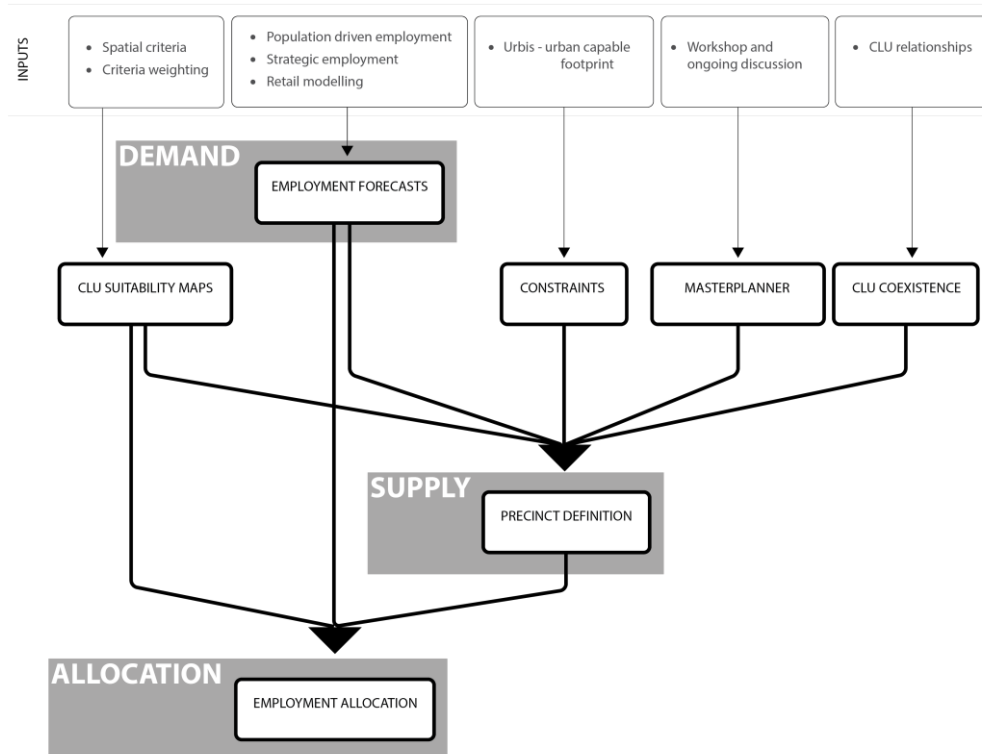 INPUTS
• Spatial criteria
• Criteria weighting
• Population driven employment
• Strategic employment
• Retail modelling
• Urbis - urban capable
footprint
• Workshop and
ongoing discussion
• CLU relationships
DEMAND
EMPLOYMENT FORECASTS
CLU SUITABILITY MAPS
CONSTRAINTS
MASTERPLANNER
CLU COEXISTENCE
SUPPLY
PRECINCT DEFINITION
ALLOCATION
EMPLOYMENT ALLOCATION